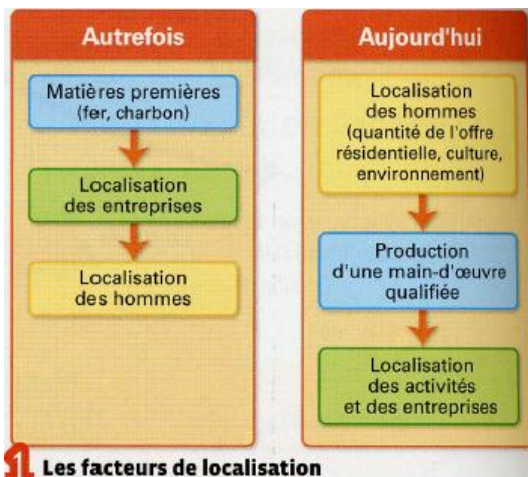 Autrefois
Matières premières
(fer, charbon)
Localisation
des entreprises
Localisation
des hommes
Aujourd'hui
Localisation
des hommes
(quantité de l'offre
résidentielle, culture,
environnement)
Production
d'une main-d'œuvre
qualifiée
Localisation
des activités
et des entreprises
1 Les facteurs de localisation